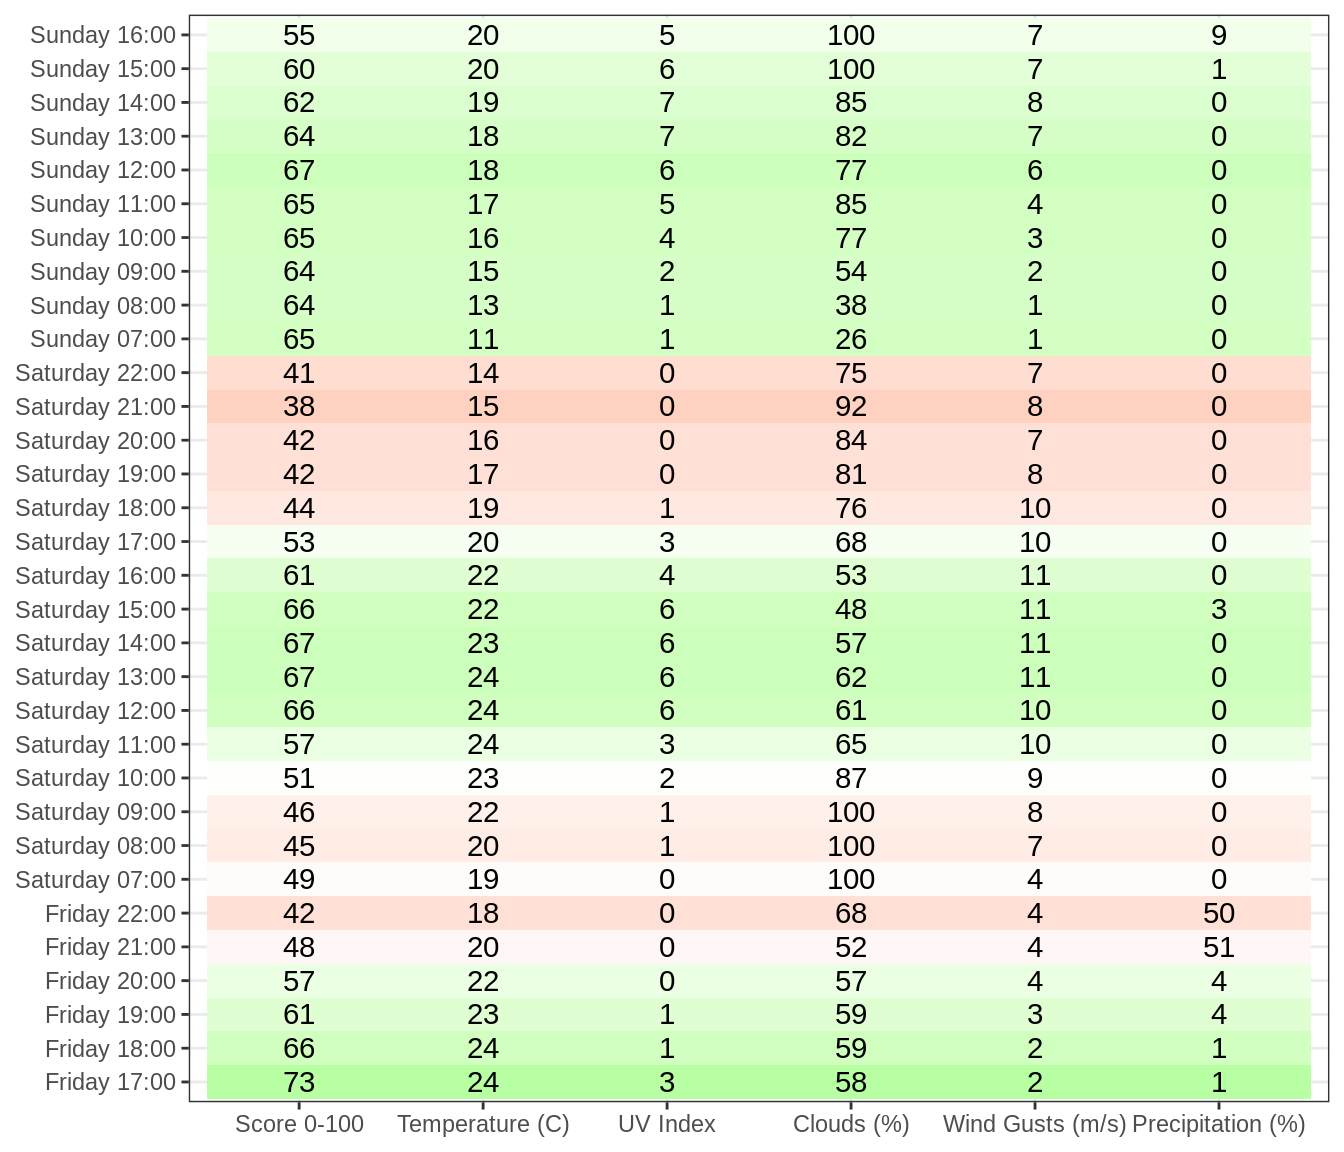 Sunday 16:00 55 20 5 100 7 9
Sunday 15:00 60 20 6 100 7 1
Sunday 14:00 62 19 7 85 8 0
Sunday 13:00 64 18 7 82 7 0
Sunday 12:00 67 18 6 77 6 0
Sunday 11:00 65 17 5 85 4 0
Sunday 10:00 65 16 4 77 3 0
Sunday 09:00 64 15 2 54 2 0
Sunday 08:00 64 13 1 38 1 0
Sunday 07:00 65 11 1 26 1 0
Saturday 22:00 41 14 0 75 7 0
Saturday 21:00 38 15 0 92 8 0
Saturday 20:00 42 16 0 84 7 0
Saturday 19:00 42 17 0 81 8 0
Saturday 18:00 44 19 1 76 10 0
Saturday 17:00 53 20 3 68 10 0
Saturday 16:00 61 22 4 53 11 0
Saturday 15:00 66 22 6 48 11 3
Saturday 14:00 67 23 6 57 11 0
Saturday 13:00 67 24 6 62 11 0
Saturday 12:00 66 24 6 61 10 0
Saturday 11:00 57 24 3 65 10 0
Saturday 10:00 51 23 2 87 9 0
Saturday 09:00 46 22 1 100 8 0
Saturday 08:00 45 20 1 100 7 0
Saturday 07:00 49 19 0 100 4 0
Friday 22:00 42 18 0 68 4 50
Friday 21:00 48 20 0 52 4 51
Friday 20:00 57 22 0 57 4 4
Friday 19:00 61 23 1 59 3 4
Friday 18:00 66 24 1 59 2 1
Friday 17:00 73 24 3 58 2 1
Score 0-100 Temperature (C) UV Index Clouds (%) Wind Gusts (m/s) Precipitation (%)